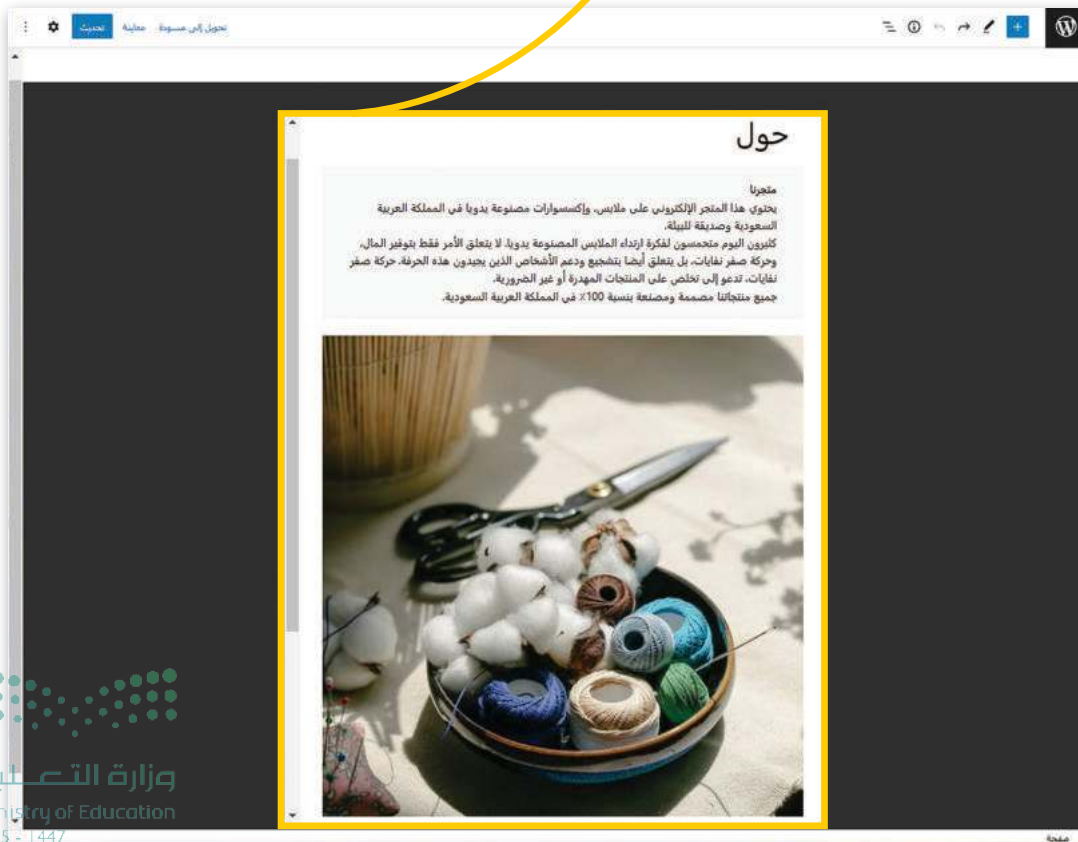 تحويل إلى مسودة معاينة تحديث
حول
متجرنا
يحتوي هذا المتجر الإلكتروني على ملابس، وإكسسوارات مصنوعة يدويا في المملكة العربية
السعودية وصديقة للبيئة.
كثيرون اليوم متحمسون لفكرة ارتداء الملابس المصنوعة يدويا. لا يتعلق الأمر فقط بتوفير المال،
وحركة صفر نفايات، بل يتعلق أيضا بتشجيع ودعم الأشخاص الذين يجيدون هذه الحرفة. حركة صفر
نفايات، تدعو إلى تخلص على المنتجات المهدرة أو غير الضرورية.
جميع منتجاتنا مصممة ومصنعة بنسبة 100٪ في المملكة العربية السعودية.
وزارة التعليم
Ministry of Education
5 - 1447
صفحة